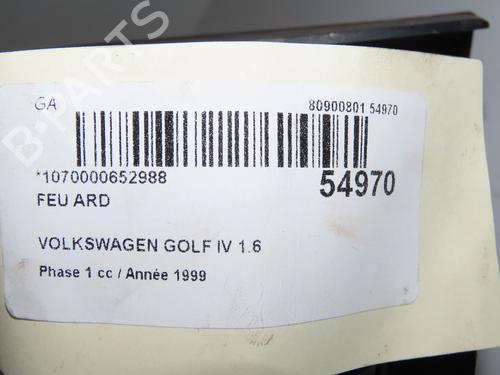 GA
80900801 54970
*1070000652988
54970
FEU ARD
VOLKSWAGEN GOLF IV 1.6
Phase 1 cc / Année 1999
B-PARTS